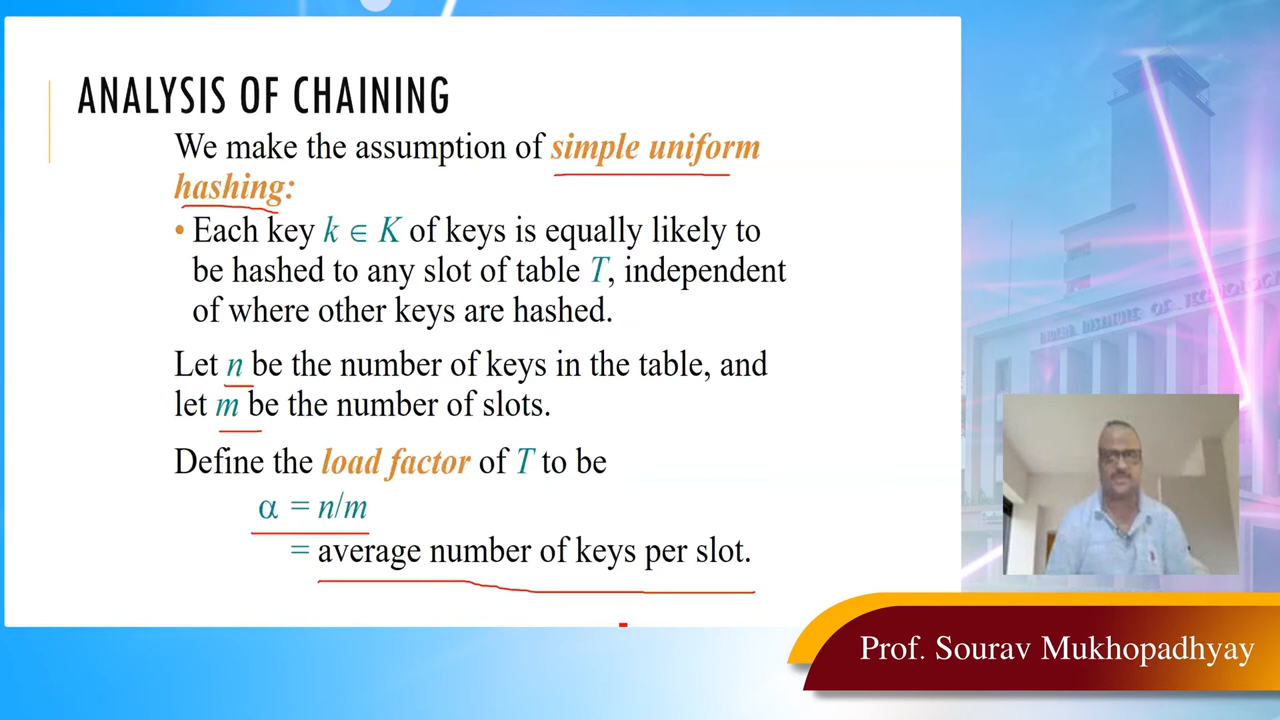 ANALYSIS OF CHAINING
We make the assumption of simple uniform
hashing:
• Each key k ∈ K of keys is equally likely to
be hashed to any slot of table T, independent
of where other keys are hashed.
Let n be the number of keys in the table, and
let m be the number of slots.
Define the load factor of T to be
α = n/m
= average number of keys per slot.
Prof. Sourav Mukhopadhyay